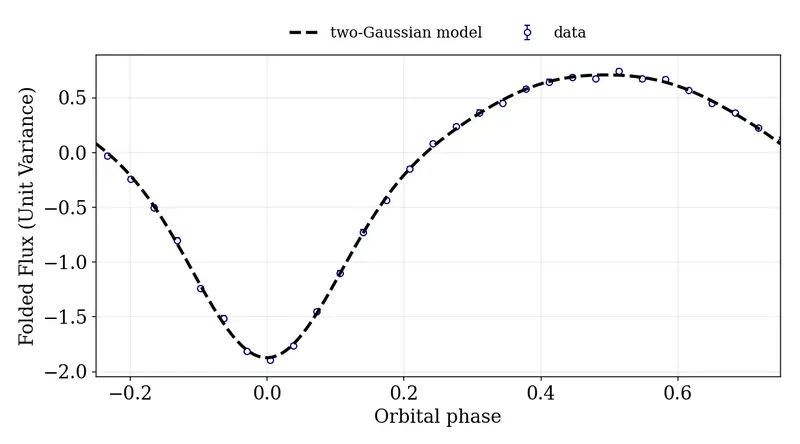 two-Gaussian model
data
Folded Flux (Unit Variance)
0.5
0.0
−0.5
−1.0
−1.5
−2.0
−0.2
0.0
0.2
0.4
0.6
Orbital phase